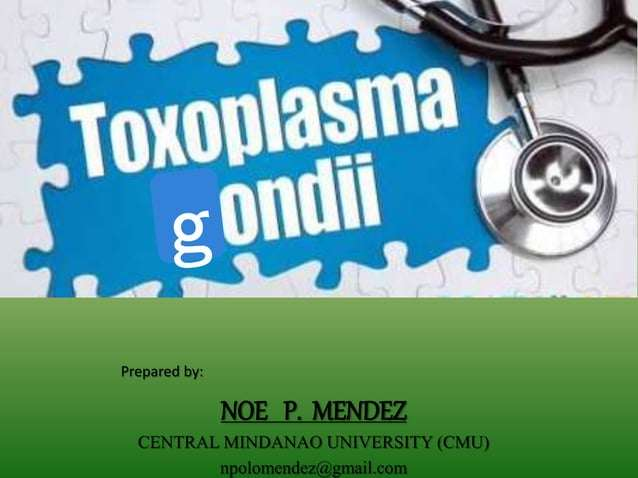 Toxoplasma
gondii
Prepared by:
NOE P. MENDEZ
CENTRAL MINDANAO UNIVERSITY (CMU)
npolomendez@gmail.com